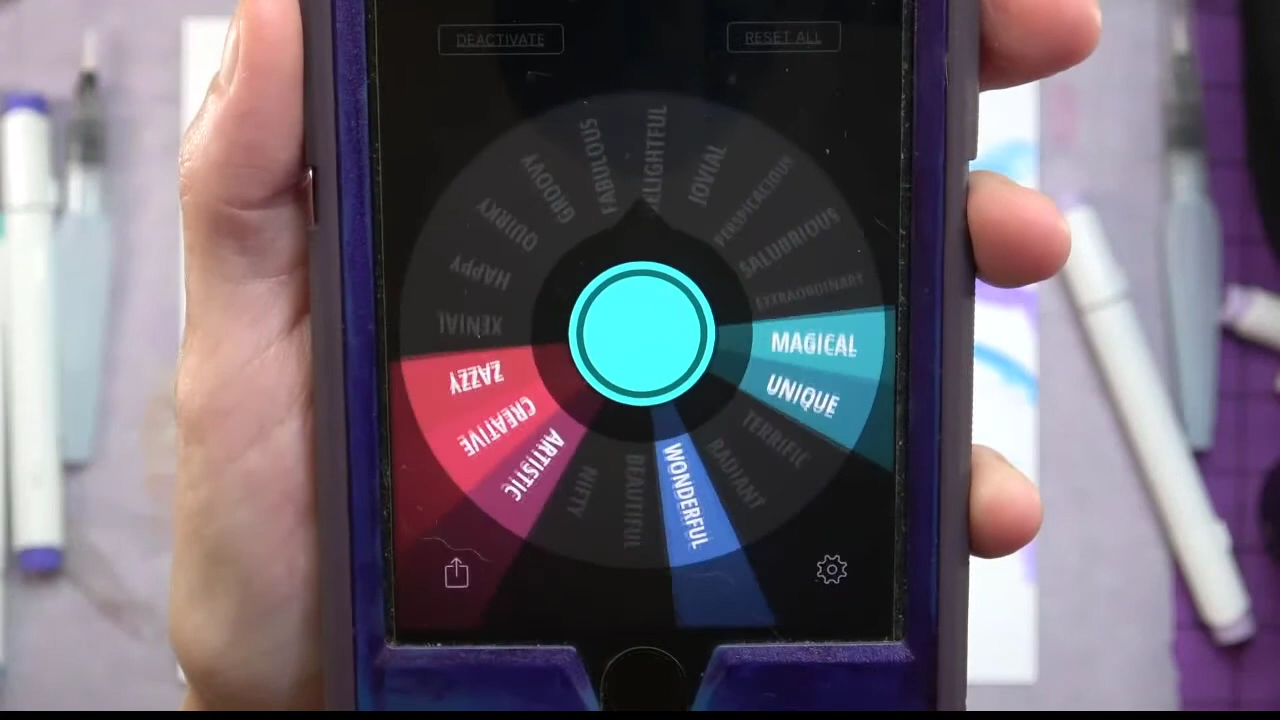 DEACTIVATE
RESET ALL
DELIGHTFUL
JOVIAL
PERSPICACIOUS
SALUBRIOUS
EXTRAORDINARY
MAGICAL
UNIQUE
TERRIFIC
RADIANT
WONDERFUL
BEAUTIFUL
NIFTY
ARTISTIC
CREATIVE
ZAZZY
XENIAL
HAPPY
QUIRKY
GROOVY
FABULOUS